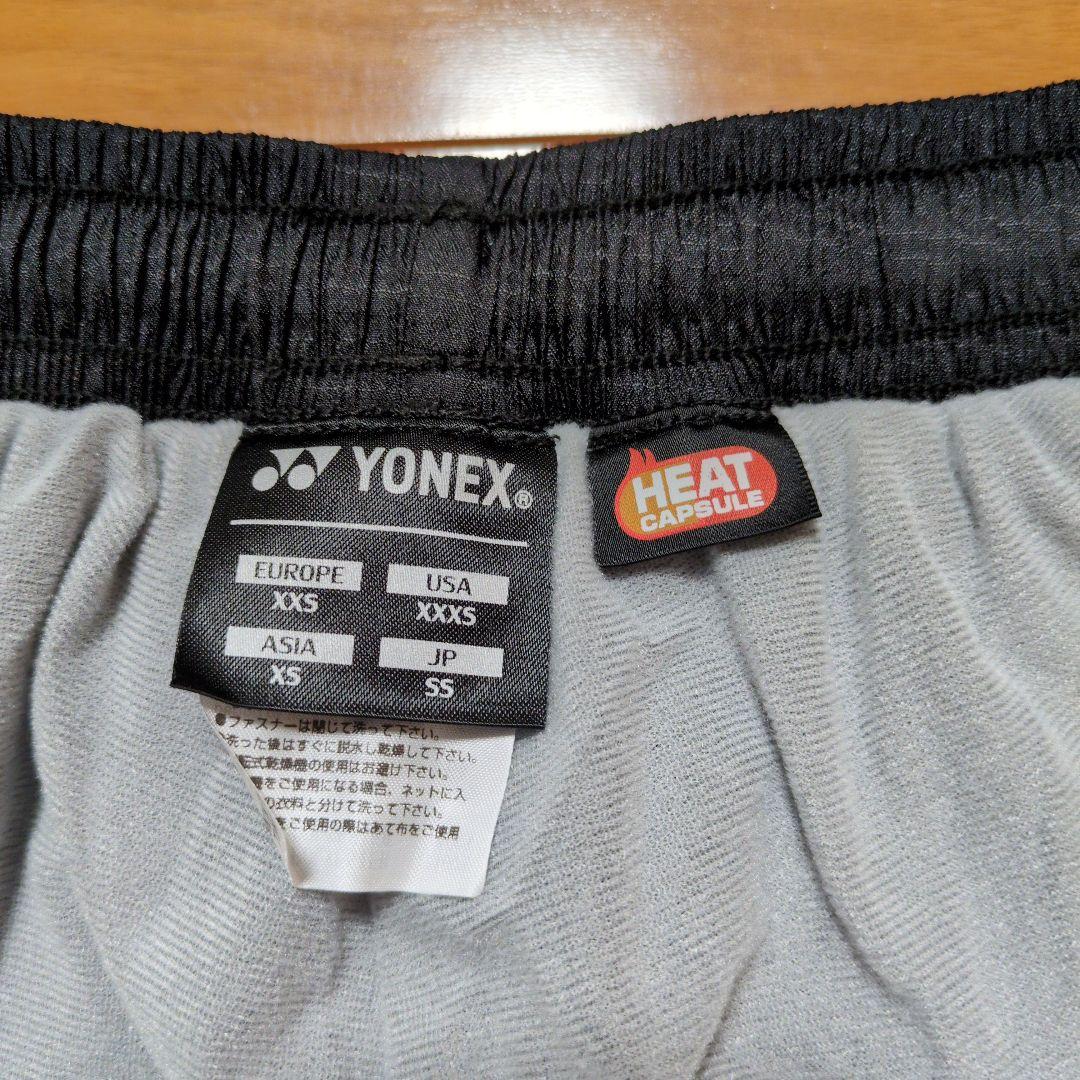 YONEX®
EUROPE
XXS
USA
XXXS
ASIA
XS
JP
SS
HEAT
CAPSULE
●ファスナーは閉じて洗って下さい。
洗った後はすぐに脱水し乾燥して下さい。
式乾燥機の使用はお避け下さい。
をご使用になる場合、ネットに入
の衣料と分けて洗って下さい。
をご使用の際はあて布をご使用